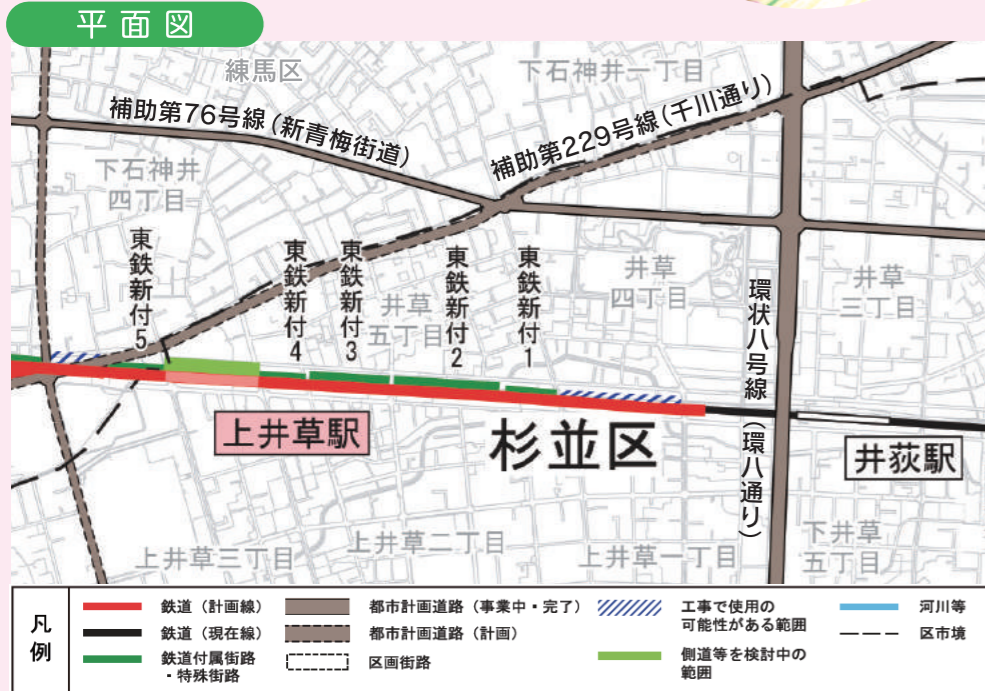 平面図
練馬区
下石神井一丁目
補助第76号線(新青梅街道)
補助第229号線(千川通り)
下石神井
四丁目
東鉄新付5
東鉄新付4
東鉄新付3
東鉄新付2
東鉄新付1
井草
五丁目
井草
四丁目
井草
三丁目
環状八号線(環八通り)
上井草駅
杉並区
井荻駅
上井草三丁目
上井草二丁目
上井草一丁目
下井草
五丁目
凡例
鉄道(計画線)
鉄道(現在線)
鉄道付属街路
・特殊街路
都市計画道路(事業中・完了)
都市計画道路(計画)
区画街路
工事で使用の
可能性がある範囲
側道等を検討中の
範囲
河川等
区市境